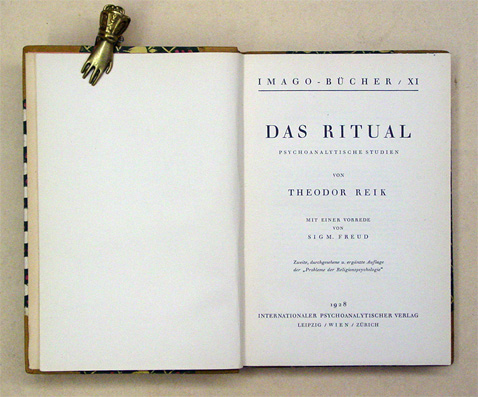 IMAGO-BÜCHER / XI
DAS RITUAL
PSYCHOANALYTISCHE STUDIEN
VON
THEODOR REIK
MIT EINER VORREDE
VON
SIGM. FREUD
Zweite, durchgesehene u. ergänzte Auflage
der „Probleme der Religionspsychologie“
1928
INTERNATIONALER PSYCHOANALYTISCHER VERLAG
LEIPZIG / WIEN / ZÜRICH